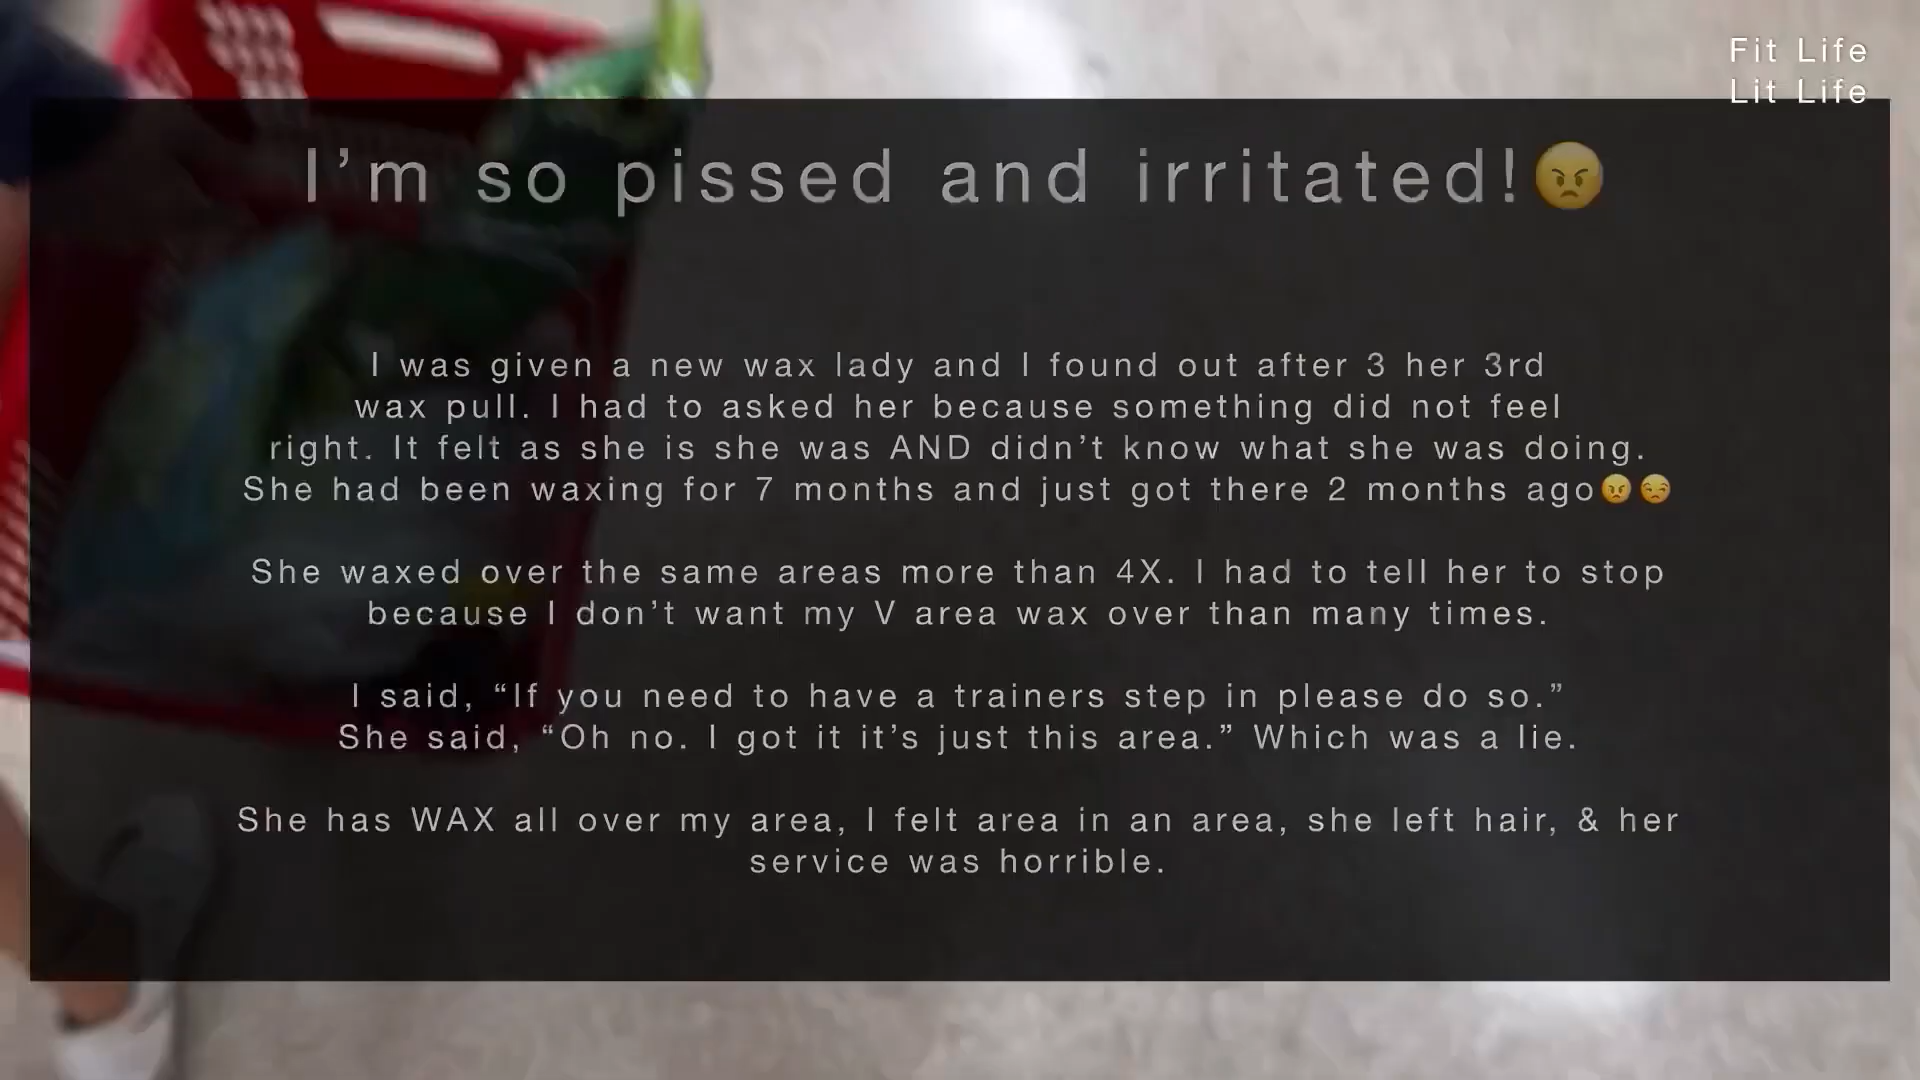 Fit Life
Lit Life
I’m so pissed and irritated!😠
I was given a new wax lady and I found out after 3 her 3rd
wax pull. I had to asked her because something did not feel
right. It felt as she is she was AND didn’t know what she was doing.
She had been waxing for 7 months and just got there 2 months ago😠😒
She waxed over the same areas more than 4X. I had to tell her to stop
because I don’t want my V area wax over than many times.
I said, “If you need to have a trainers step in please do so.”
She said, “Oh no. I got it it’s just this area.” Which was a lie.
She has WAX all over my area, I felt area in an area, she left hair, & her
service was horrible.